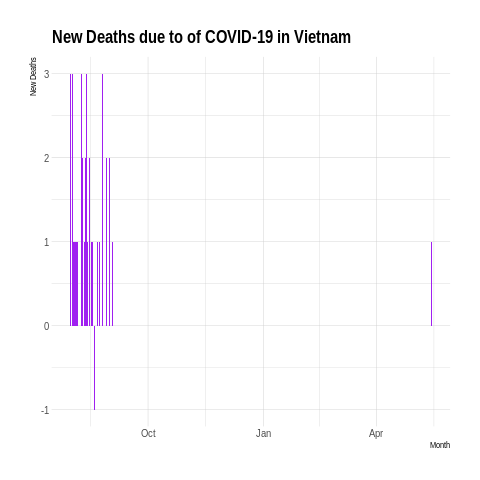 New Deaths due to of COVID-19 in Vietnam
New Deaths
3
2
1
0
-1
Oct Jan Apr
Month